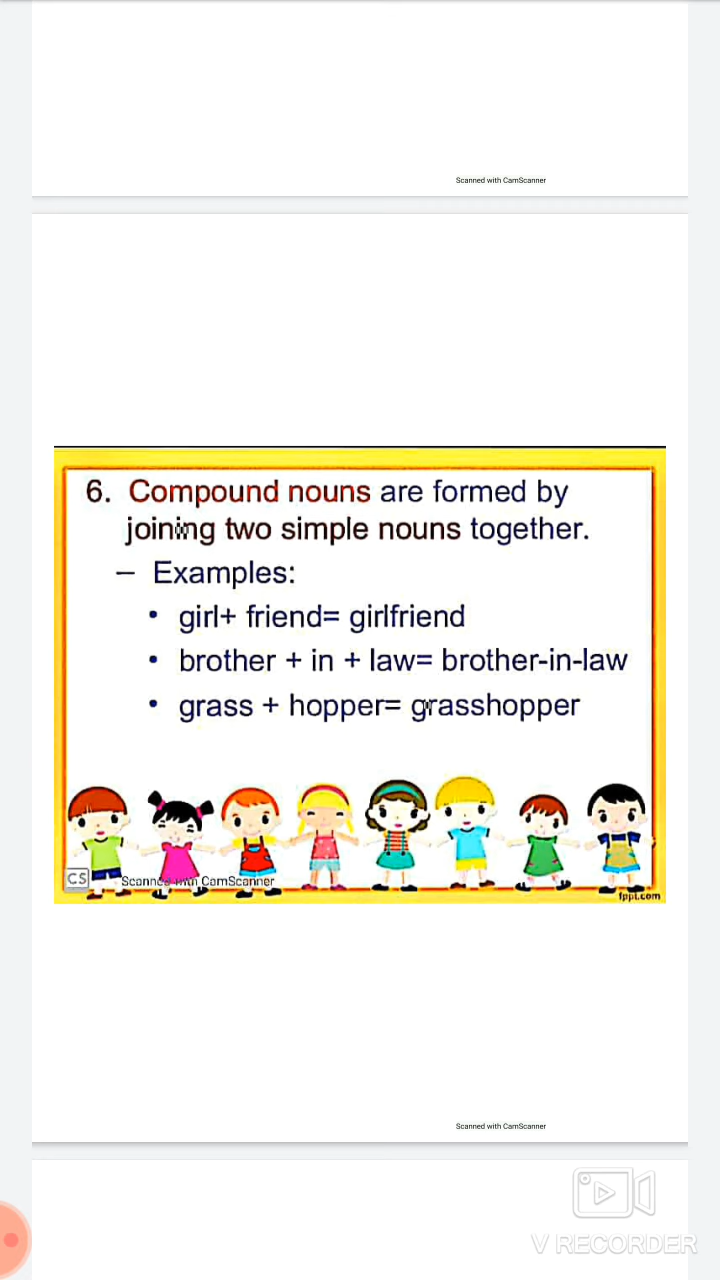 Scanned with CamScanner
6. Compound nouns are formed by
joining two simple nouns together.
– Examples:
• girl+ friend= girlfriend
• brother + in + law= brother-in-law
• grass + hopper= grasshopper
CS Scanned with CamScanner
fppt.com
Scanned with CamScanner
V RECORDER